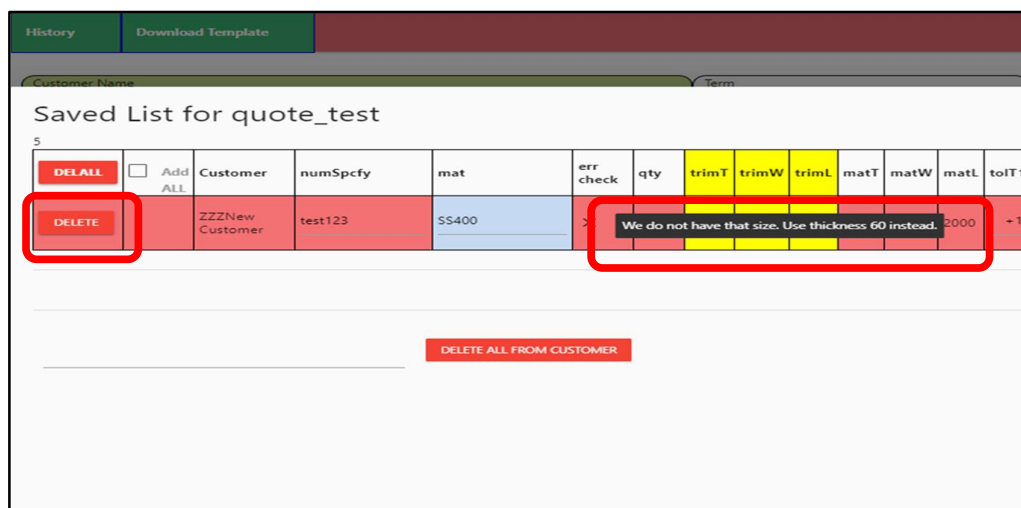 History Download Template
Customer Name Term
Saved List for quote_test
5
DELALL Add ALL Customer numSpcfy mat err check qty trimT trimW trimL matT matW matL tolT1
DELETE ZZZNew Customer test123 SS400 We do not have that size. Use thickness 60 instead. 2000 +1
DELETE ALL FROM CUSTOMER